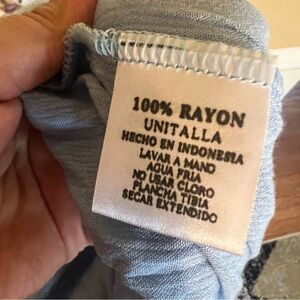 100% RAYON
UNITALLA
HECHO EN INDONESIA
LAVAR A MANO
AGUA FRIA
NO USAR CLORO
PLANCHA TIBIA
SECAR EXTENDIDO